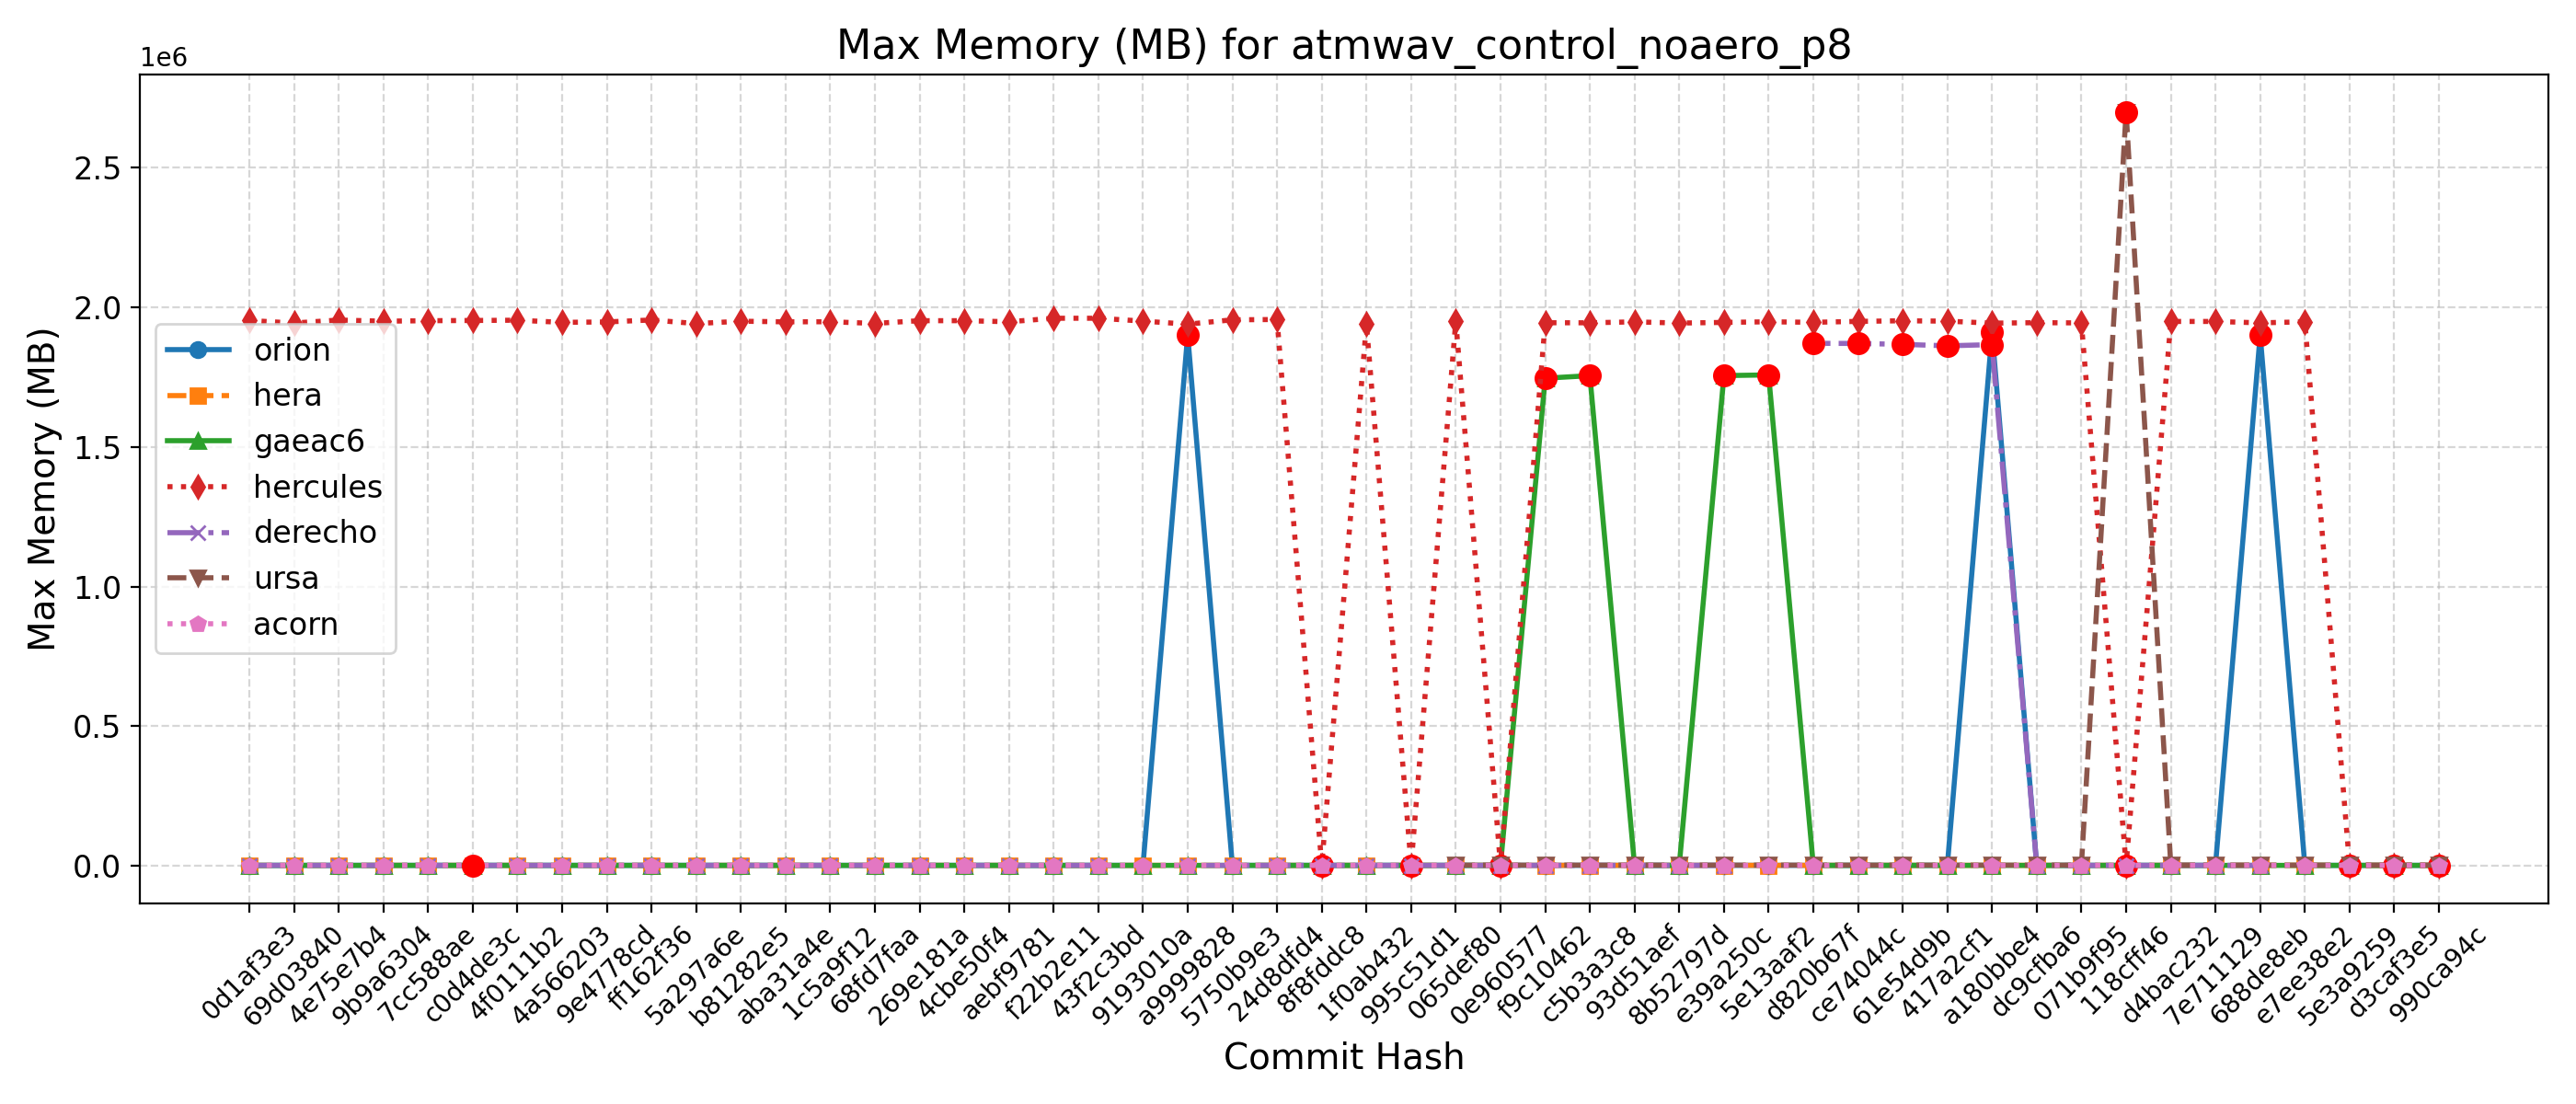 Max Memory (MB) for atmwav_control_noaero_p8
1e6
2.5
2.0
1.5
1.0
0.5
0.0
Max Memory (MB)
orion
hera
gaeac6
hercules
derecho
ursa
acorn
0d1af3e3
69d03840
4e75e7b4
9b9a6304
7cc588ae
c0d4de3c
4f0111b2
4a566203
9e4778cd
ff162f36
5a297a6e
b81282e5
aba31a4e
1c5a9f12
68fd7faa
269e181a
4cbe50f4
aebf9781
f22b2e11
43f2c3bd
9193010a
a9999828
5750b9e3
24d8dfd4
8f8fddc8
1f0ab432
995c51d1
065def80
0e960577
f9c10462
c5b3a3c8
93d51aef
8b52797d
e39a250c
5e13aaf2
d820b67f
ce74044c
61e54d9b
417a2cf1
a180bbe4
dc9cfba6
071b9f95
118cff46
d4bac232
7e711129
688de8eb
e7ee38e2
5e3a9259
d3caf3e5
990ca94c
Commit Hash